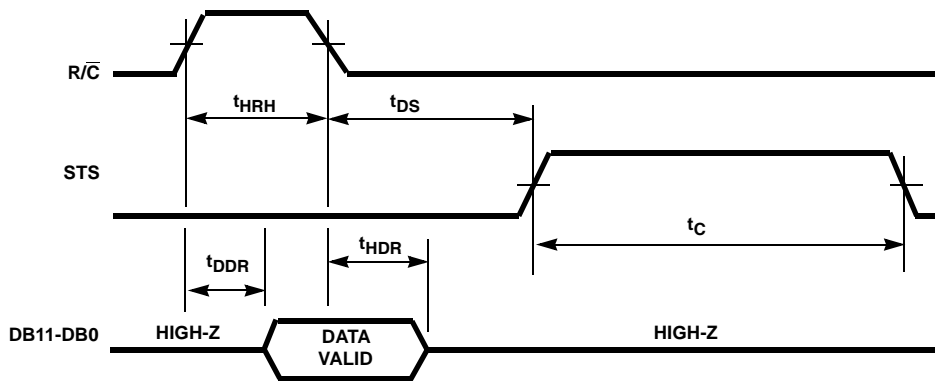 R/C̅
tHRH
tDS
STS
tC
tDDR
tHDR
DB11-DB0
HIGH-Z
DATA
VALID
HIGH-Z